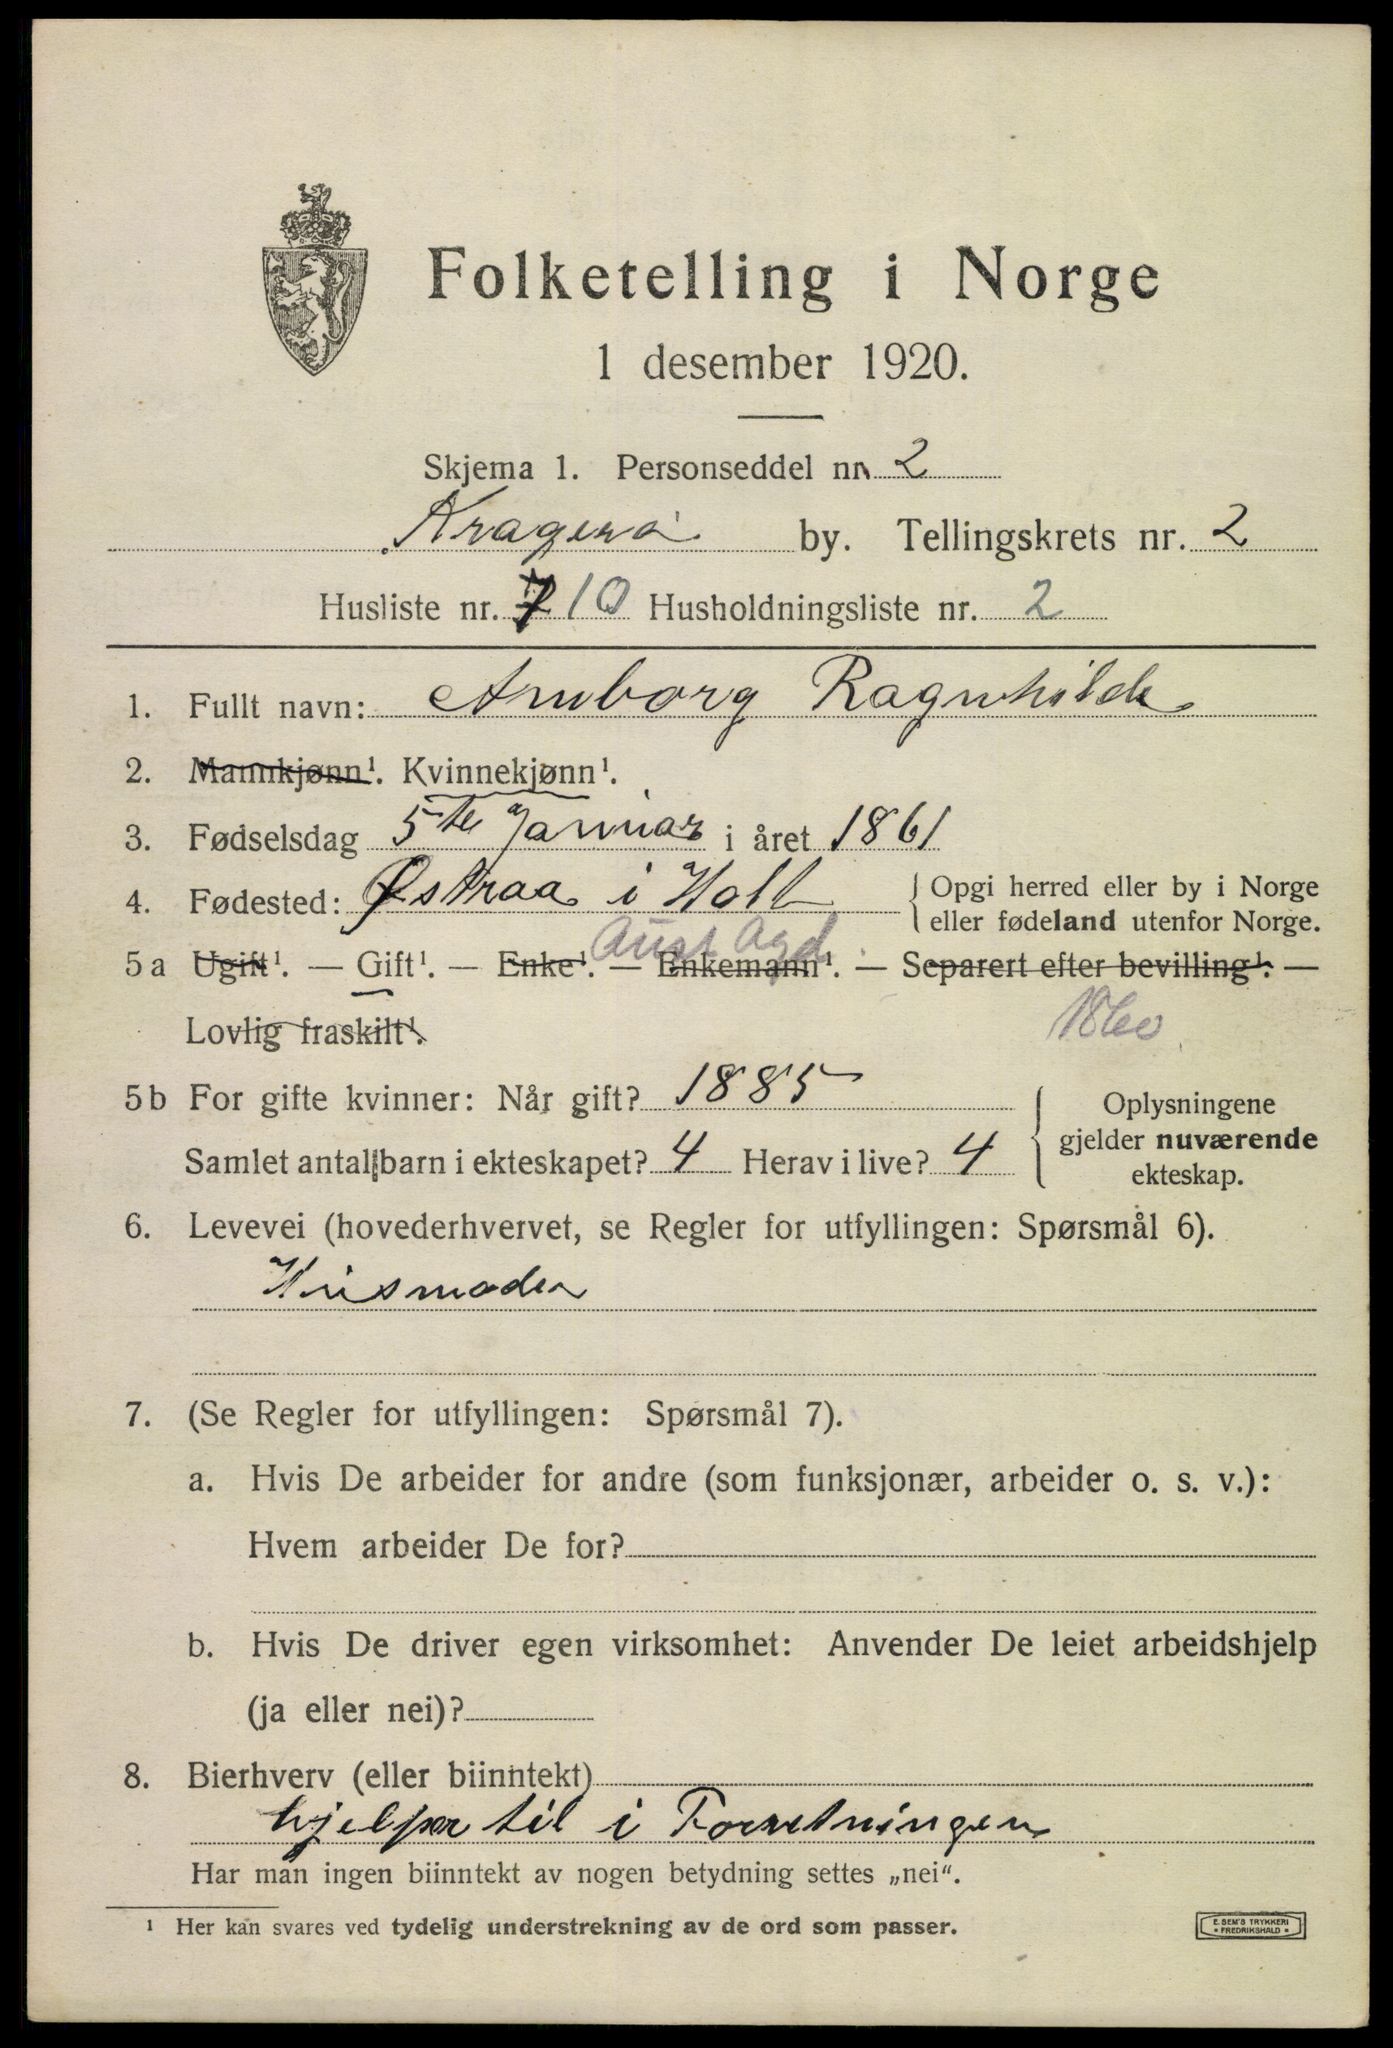 Folketelling i Norge
1 desember 1920.
Skjema 1. Personseddel nr. 2
Kragerø by. Tellingskrets nr. 2
Husliste nr. 7 10 Husholdningsliste nr. 2
1. Fullt navn: Anborg Ragnhilda
2. Mannkjønn¹. Kvinnekjønn¹.
3. Fødselsdag 5te Januar i året 1861
4. Fødested: Østraa i Holt { Opgi herred eller by i Norge
eller fødeland utenfor Norge.
Aust Agd.
5 a Ugift¹. — Gift¹. — Enke¹. — Enkemann¹. — Separert efter bevilling¹. —
Lovlig fraskilt¹.
5 b For gifte kvinner: Når gift? 1885
Samlet antal barn i ekteskapet? 4 Herav i live? 4
Oplysningene
gjelder nuværende
ekteskap.
6. Levevei (hovederhvervet, se Regler for utfyllingen: Spørsmål 6).
Husmoder
7. (Se Regler for utfyllingen: Spørsmål 7).
a. Hvis De arbeider for andre (som funksjonær, arbeider o. s. v.):
Hvem arbeider De for?
b. Hvis De driver egen virksomhet: Anvender De leiet arbeidshjelp
(ja eller nei)?
8. Bierhverv (eller biinntekt)
hjelper til i Forretningen
Har man ingen biinntekt av nogen betydning settes „nei“.
¹ Her kan svares ved tydelig understrekning av de ord som passer.
E. SEM'S TRYKKERI
FREDRIKSHALD